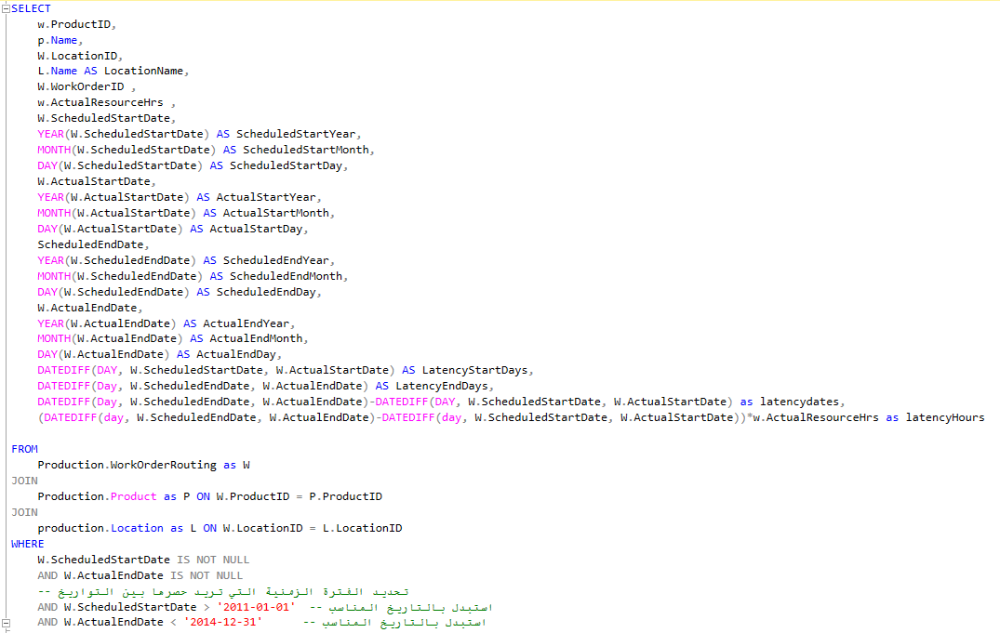 SELECT
w.ProductID,
p.Name,
W.LocationID,
L.Name AS LocationName,
W.WorkOrderID ,
w.ActualResourceHrs ,
W.ScheduledStartDate,
YEAR(W.ScheduledStartDate) AS ScheduledStartYear,
MONTH(W.ScheduledStartDate) AS ScheduledStartMonth,
DAY(W.ScheduledStartDate) AS ScheduledStartDay,
W.ActualStartDate,
YEAR(W.ActualStartDate) AS ActualStartYear,
MONTH(W.ActualStartDate) AS ActualStartMonth,
DAY(W.ActualStartDate) AS ActualStartDay,
ScheduledEndDate,
YEAR(W.ScheduledEndDate) AS ScheduledEndYear,
MONTH(W.ScheduledEndDate) AS ScheduledEndMonth,
DAY(W.ScheduledEndDate) AS ScheduledEndDay,
W.ActualEndDate,
YEAR(W.ActualEndDate) AS ActualEndYear,
MONTH(W.ActualEndDate) AS ActualEndMonth,
DAY(W.ActualEndDate) AS ActualEndDay,
DATEDIFF(DAY, W.ScheduledStartDate, W.ActualStartDate) AS LatencyStartDays,
DATEDIFF(Day, W.ScheduledEndDate, W.ActualEndDate) AS LatencyEndDays,
DATEDIFF(Day, W.ScheduledEndDate, W.ActualEndDate)-DATEDIFF(DAY, W.ScheduledStartDate, W.ActualStartDate) as latencydates,
(DATEDIFF(day, W.ScheduledEndDate, W.ActualEndDate)-DATEDIFF(day, W.ScheduledStartDate, W.ActualStartDate))*w.ActualResourceHrs as latencyHours
FROM
Production.WorkOrderRouting as W
JOIN
Production.Product as P ON W.ProductID = P.ProductID
JOIN
production.Location as L ON W.LocationID = L.LocationID
WHERE
W.ScheduledStartDate IS NOT NULL
AND W.ActualEndDate IS NOT NULL
-- تحديد الفترة الزمنية التي تريد حصرها بين التواريخ
AND W.ScheduledStartDate > '2011-01-01' -- استبدل بالتاريخ المناسب
AND W.ActualEndDate < '2014-12-31' -- استبدل بالتاريخ المناسب